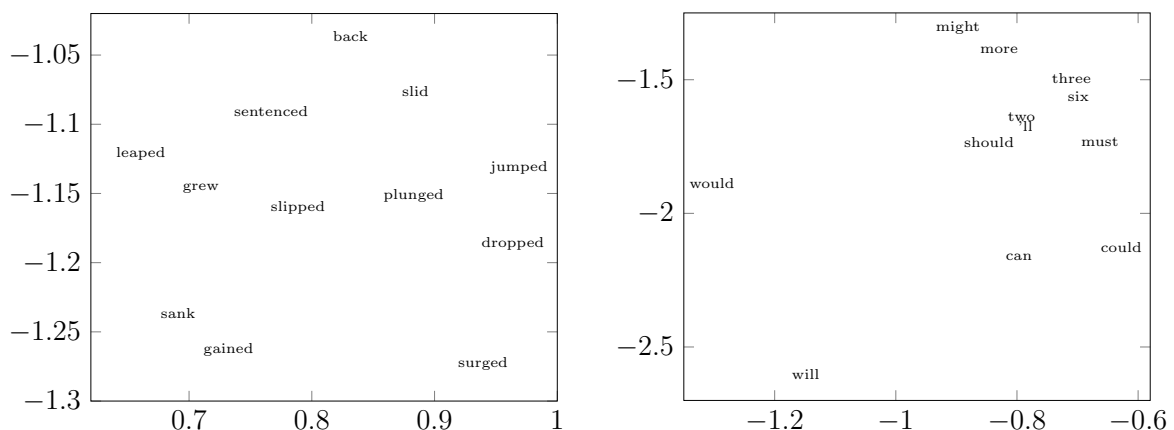 back
−1.05
slid
sentenced
−1.1
leaped
jumped
−1.15
grew
plunged
slipped
dropped
−1.2
sank
−1.25
gained
surged
−1.3
0.7 0.8 0.9 1
might
more
−1.5
three
six
two
'll
should
must
would
−2
could
can
−2.5
will
−1.2 −1 −0.8 −0.6